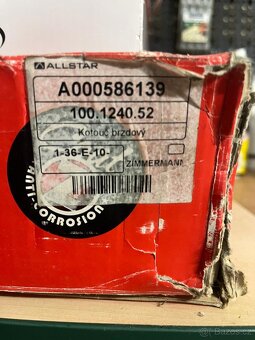 ALLSTAR
A000586139
100.1240.52
Kotouč brzdový
1-36-E-10-
ZIMMERMANN
ANTI-CORROSION